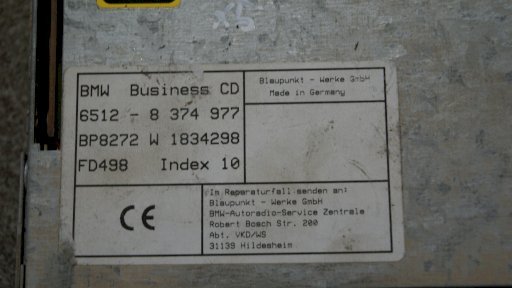 BMW Business CD
6512 - 8 374 977
BP8272 W 1834298
FD498 Index 10
Blaupunkt - Werke GmbH
Made in Germany
CE
Im Reparaturfall senden an:
Blaupunkt - Werke GmbH
BMW-Autoradio-Service Zentrale
Robert Bosch Str. 200
Abt. VKD/WS
31139 Hildesheim